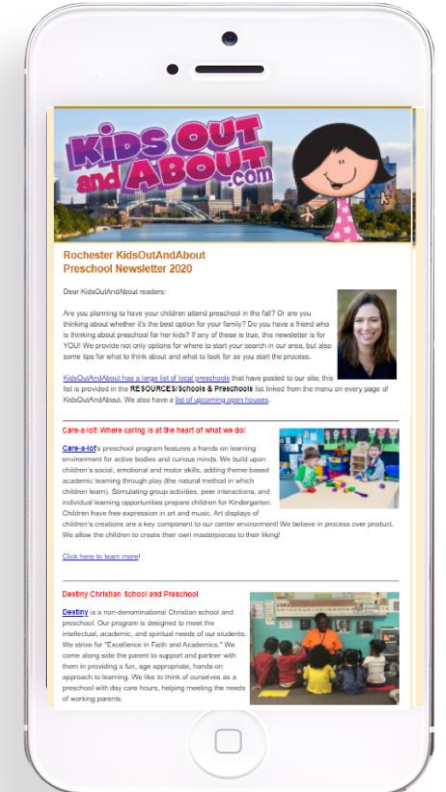 KiDS OUT
and ABOUT
.com
Rochester KidsOutAndAbout
Preschool Newsletter 2020
Dear KidsOutAndAbout readers:
Are you planning to have your children attend preschool in the fall? Or are you
thinking about whether it's the best option for your family? Do you have a friend who
is thinking about preschool for her kids? If any of these is true, this newsletter is for
YOU! We provide not only options for where to start your search in our area, but also
some tips for what to think about and what to look for as you start the process.
KidsOutAndAbout has a large list of local preschools that have posted to our site; this
list is provided in the RESOURCES/Schools & Preschools list linked from the menu on every page of
KidsOutAndAbout. We also have a list of upcoming open houses.
Care-a-lot: Where caring is at the heart of what we do!
Care-a-lot's preschool program features a hands-on learning
environment for active bodies and curious minds. We build upon
children's social, emotional and motor skills, adding theme-based
academic learning through play (the natural method in which
children learn). Stimulating group activities, peer interactions, and
individual learning opportunities prepare children for Kindergarten.
Children have free expression in art and music. Art displays of
children's creations are a key component to our center environment! We believe in process over product.
We allow the children to create their own masterpieces to their liking!
Click here to learn more!
Destiny Christian School and Preschool
Destiny is a non-denominational Christian school and
preschool. Our program is designed to meet the
intellectual, academic, and spiritual needs of our students.
We strive for "Excellence in Faith and Academics." We
come along side the parent to support and partner with
them in providing a fun, age appropriate, hands-on
approach to learning. We like to think of ourselves as a
preschool with day care hours, helping meeting the needs
of working parents.